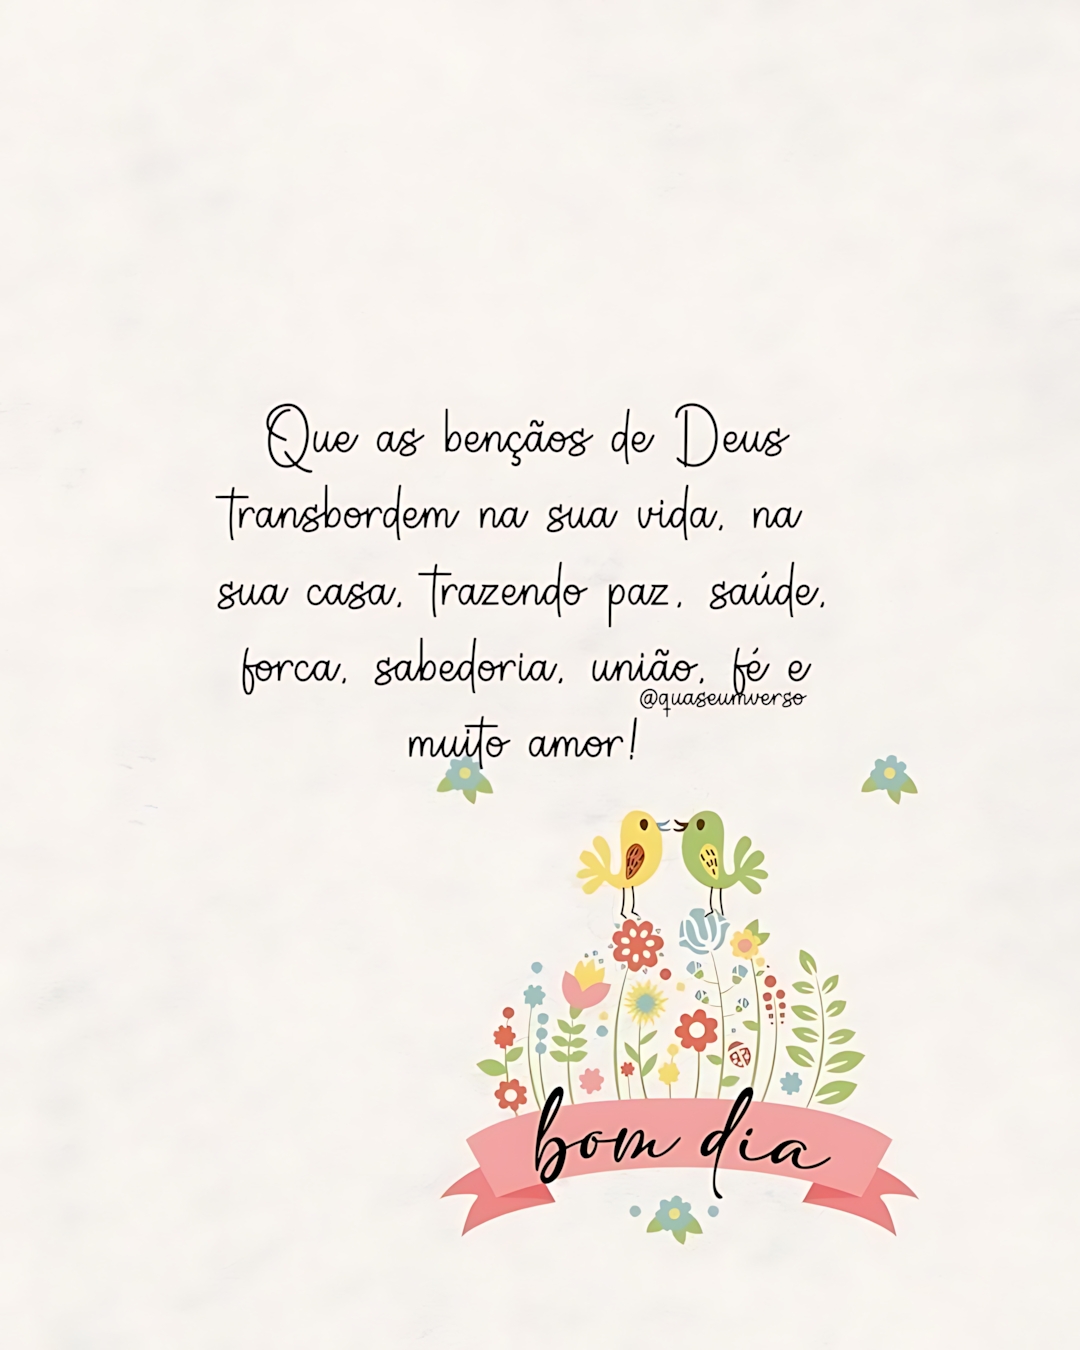 Que as bençãos de Deus
transbordem na sua vida, na
sua casa, trazendo paz, saúde,
forca, sabedoria, união, fé e
@quaseumverso
muito amor!
bom dia